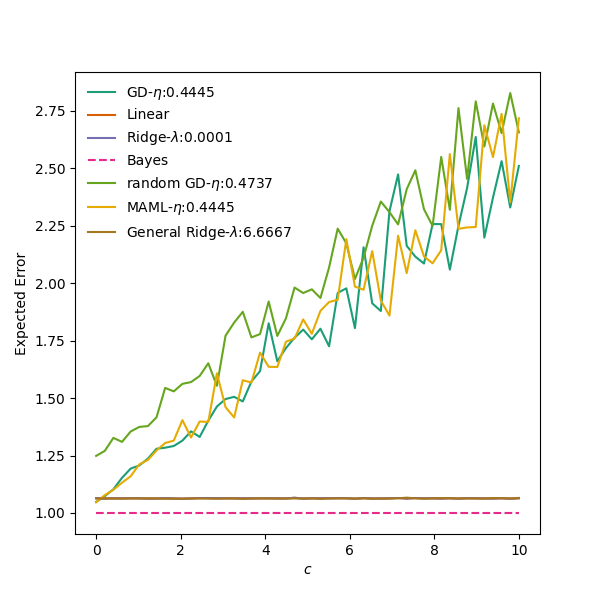 GD-η:0.4445
Linear
Ridge-λ:0.0001
Bayes
random GD-η:0.4737
MAML-η:0.4445
General Ridge-λ:6.6667
Expected Error
2.75
2.50
2.25
2.00
1.75
1.50
1.25
1.00
0 2 4 6 8 10
c